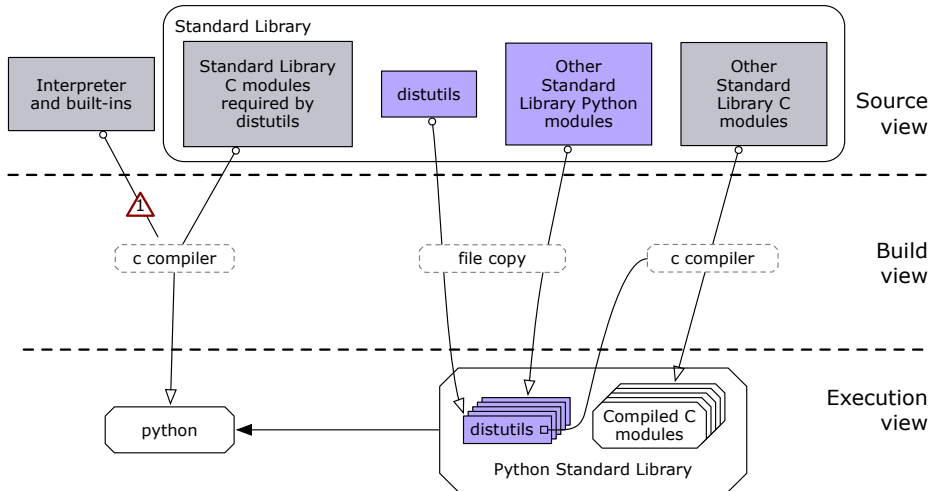 Standard Library
Interpreter
and built-ins
Standard Library
C modules
required by
distutils
distutils
Other
Standard
Library Python
modules
Other
Standard
Library C
modules
Source
view
1
c compiler
file copy
c compiler
Build
view
python
distutils
Compiled C
modules
Python Standard Library
Execution
view